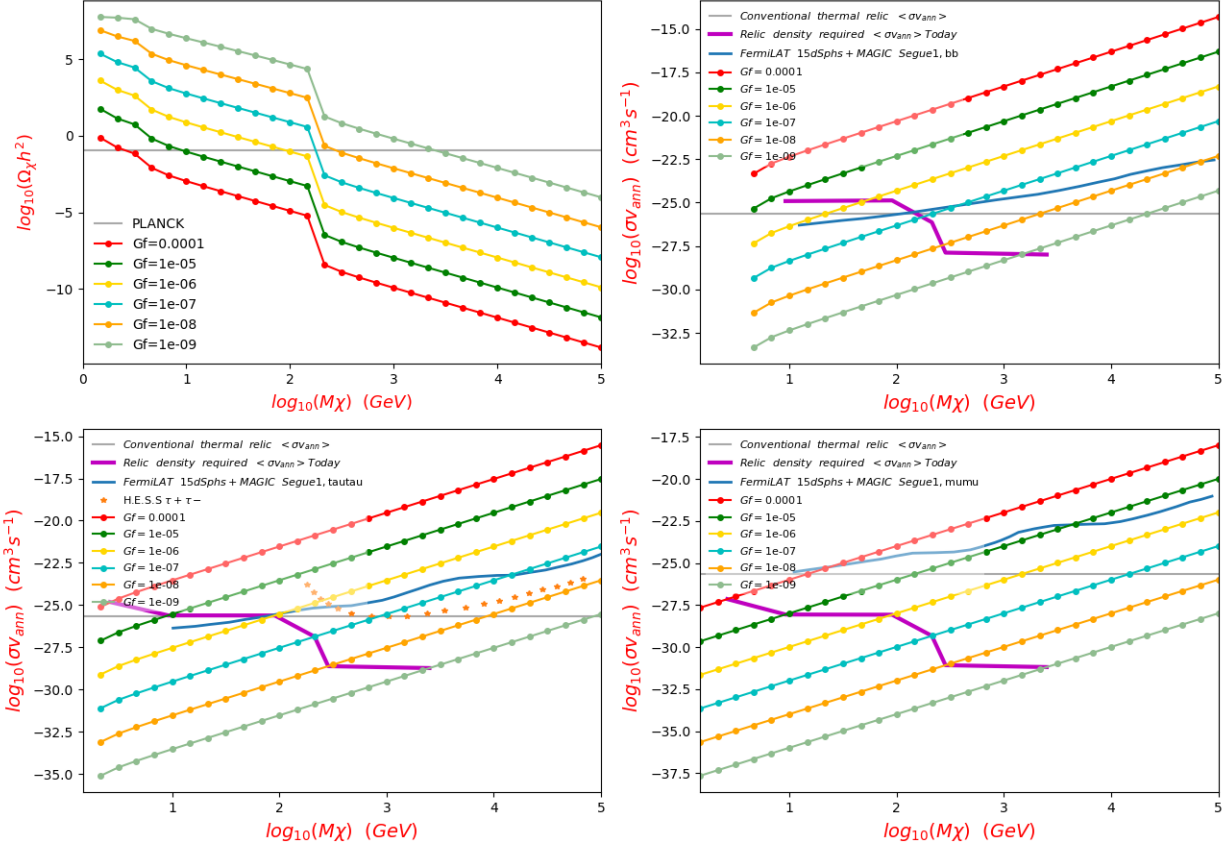 log₁₀(Ωχh²)
5
0
−5
−10
PLANCK
Gf=0.0001
Gf=1e-05
Gf=1e-06
Gf=1e-07
Gf=1e-08
Gf=1e-09
0 1 2 3 4 5
log₁₀(Mχ) (GeV)
log₁₀(σvₐₙₙ) (cm³s⁻¹)
−15.0
−17.5
−20.0
−22.5
−25.0
−27.5
−30.0
−32.5
Conventional thermal relic <σvₐₙₙ>
Relic density required <σvₐₙₙ> Today
FermiLAT 15dSphs + MAGIC Segue1, bb
Gf = 0.0001
Gf = 1e−05
Gf = 1e−06
Gf = 1e−07
Gf = 1e−08
Gf = 1e−09
1 2 3 4 5
log₁₀(Mχ) (GeV)
log₁₀(σvₐₙₙ) (cm³s⁻¹)
−15.0
−17.5
−20.0
−22.5
−25.0
−27.5
−30.0
−32.5
−35.0
Conventional thermal relic <σvₐₙₙ>
Relic density required <σvₐₙₙ> Today
FermiLAT 15dSphs + MAGIC Segue1, tautau
H.E.S.S τ + τ −
Gf = 0.0001
Gf = 1e−05
Gf = 1e−06
Gf = 1e−07
Gf = 1e−08
Gf = 1e−09
1 2 3 4 5
log₁₀(Mχ) (GeV)
log₁₀(σvₐₙₙ) (cm³s⁻¹)
−17.5
−20.0
−22.5
−25.0
−27.5
−30.0
−32.5
−35.0
−37.5
Conventional thermal relic <σvₐₙₙ>
Relic density required <σvₐₙₙ> Today
FermiLAT 15dSphs + MAGIC Segue1, mumu
Gf = 0.0001
Gf = 1e−05
Gf = 1e−06
Gf = 1e−07
Gf = 1e−08
Gf = 1e−09
1 2 3 4 5
log₁₀(Mχ) (GeV)